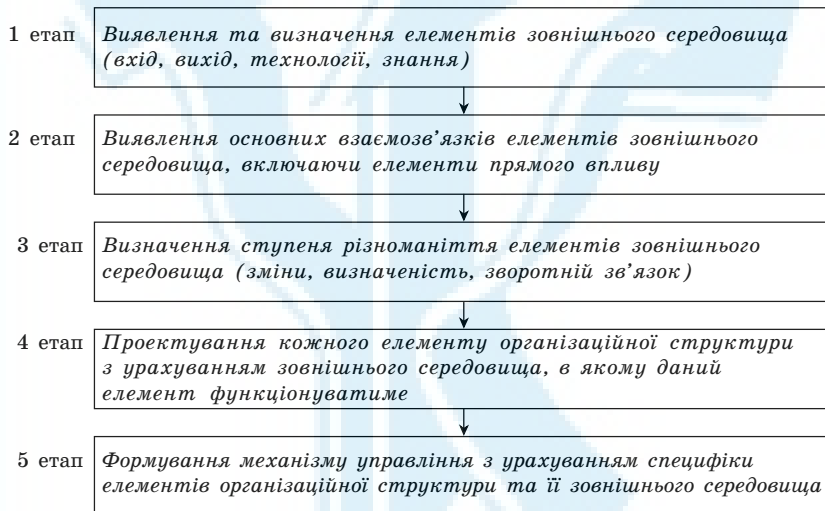 1 етап
Виявлення та визначення елементів зовнішнього середовища
(вхід, вихід, технології, знання)
2 етап
Виявлення основних взаємозв'язків елементів зовнішнього
середовища, включаючи елементи прямого впливу
3 етап
Визначення ступеня різноманіття елементів зовнішнього
середовища (зміни, визначеність, зворотній зв'язок)
4 етап
Проектування кожного елементу організаційної структури
з урахуванням зовнішнього середовища, в якому даний
елемент функціонуватиме
5 етап
Формування механізму управління з урахуванням специфіки
елементів організаційної структури та її зовнішнього середовища